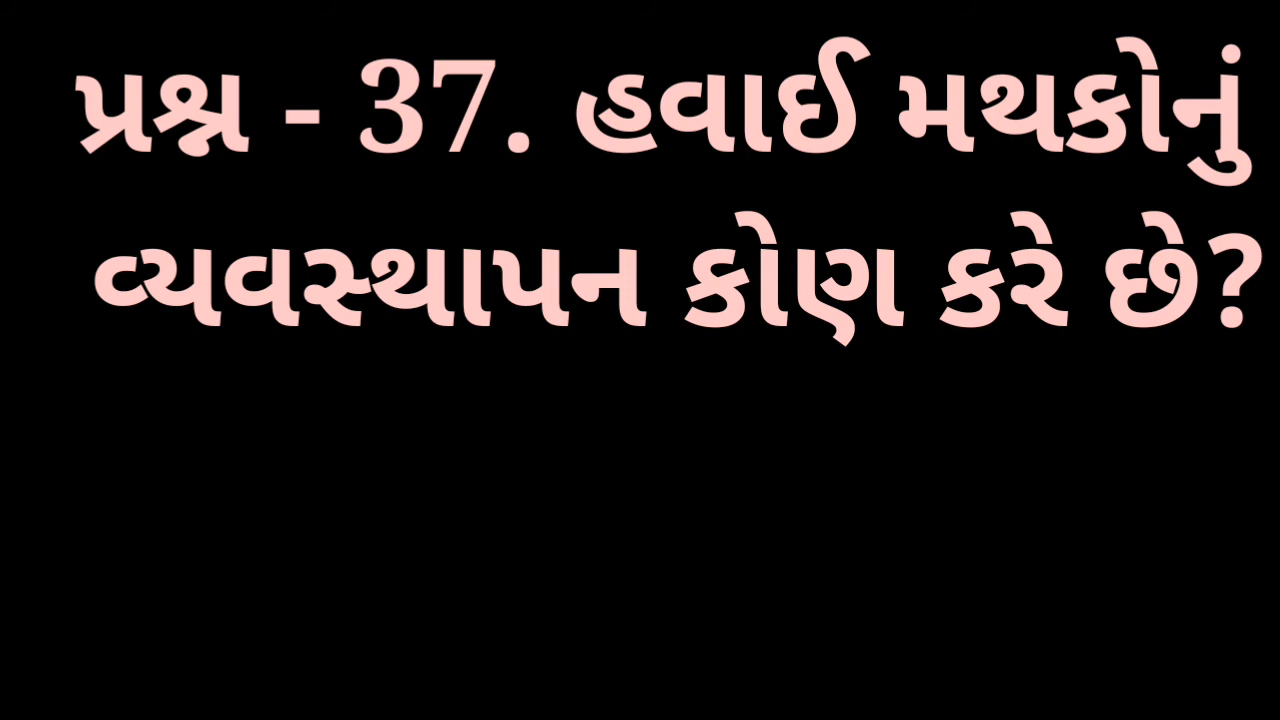 પ્રશ્ન - 37. હવાઈ મથકોનું
વ્યવસ્થાપન કોણ કરે છે?